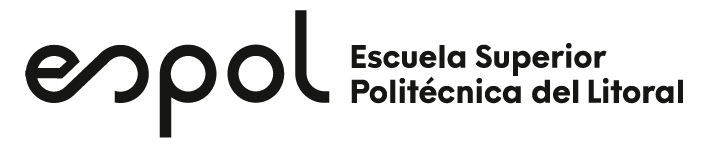 espol
Escuela Superior
Politécnica del Litoral